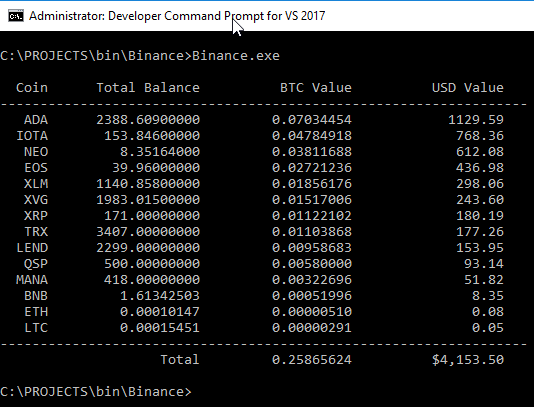 Administrator: Developer Command Prompt for VS 2017
C:\PROJECTS\bin\Binance>Binance.exe
Coin Total Balance BTC Value USD Value
--------------------------------------------------------------------
ADA 2388.60900000 0.07034454 1129.59
IOTA 153.84600000 0.04784918 768.36
NEO 8.35164000 0.03811688 612.08
EOS 39.96000000 0.02721236 436.98
XLM 1140.85800000 0.01856176 298.06
XVG 1983.01500000 0.01517006 243.60
XRP 171.00000000 0.01122102 180.19
TRX 3407.00000000 0.01103868 177.26
LEND 2299.00000000 0.00958683 153.95
QSP 500.00000000 0.00580000 93.14
MANA 418.00000000 0.00322696 51.82
BNB 1.61342503 0.00051996 8.35
ETH 0.00010147 0.00000510 0.08
LTC 0.00015451 0.00000291 0.05
--------------------------------------------------------------------
Total 0.25865624 $4,153.50
C:\PROJECTS\bin\Binance>